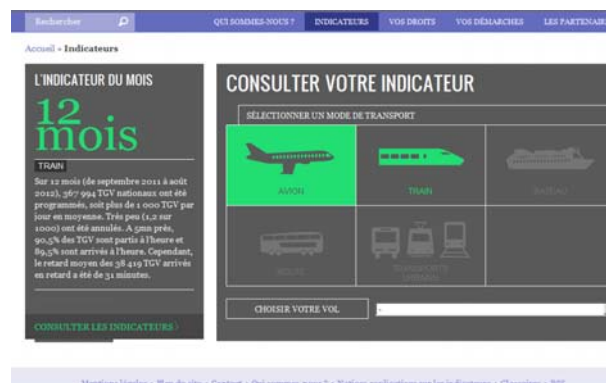 Rechercher
QUI SOMMES-NOUS ? INDICATEURS VOS DROITS VOS DÉMARCHES LES PARTENAIRE
Accueil » Indicateurs
L'INDICATEUR DU MOIS
12
mois
TRAIN
Sur 12 mois (de septembre 2011 à août
2012), 367 994 TGV nationaux ont été
programmés, soit plus de 1 000 TGV par
jour en moyenne. Très peu (1,2 sur
1000) ont été annulés. A 5mn près,
90,5% des TGV sont partis à l'heure et
89,5% sont arrivés à l'heure. Cependant,
le retard moyen des 38 419 TGV arrivés
en retard a été de 31 minutes.
CONSULTER LES INDICATEURS >
CONSULTER VOTRE INDICATEUR
SÉLECTIONNER UN MODE DE TRANSPORT
AVION TRAIN BATEAU
ROUTE TRANSPORTS
URBAINS
CHOISIR VOTRE VOL -